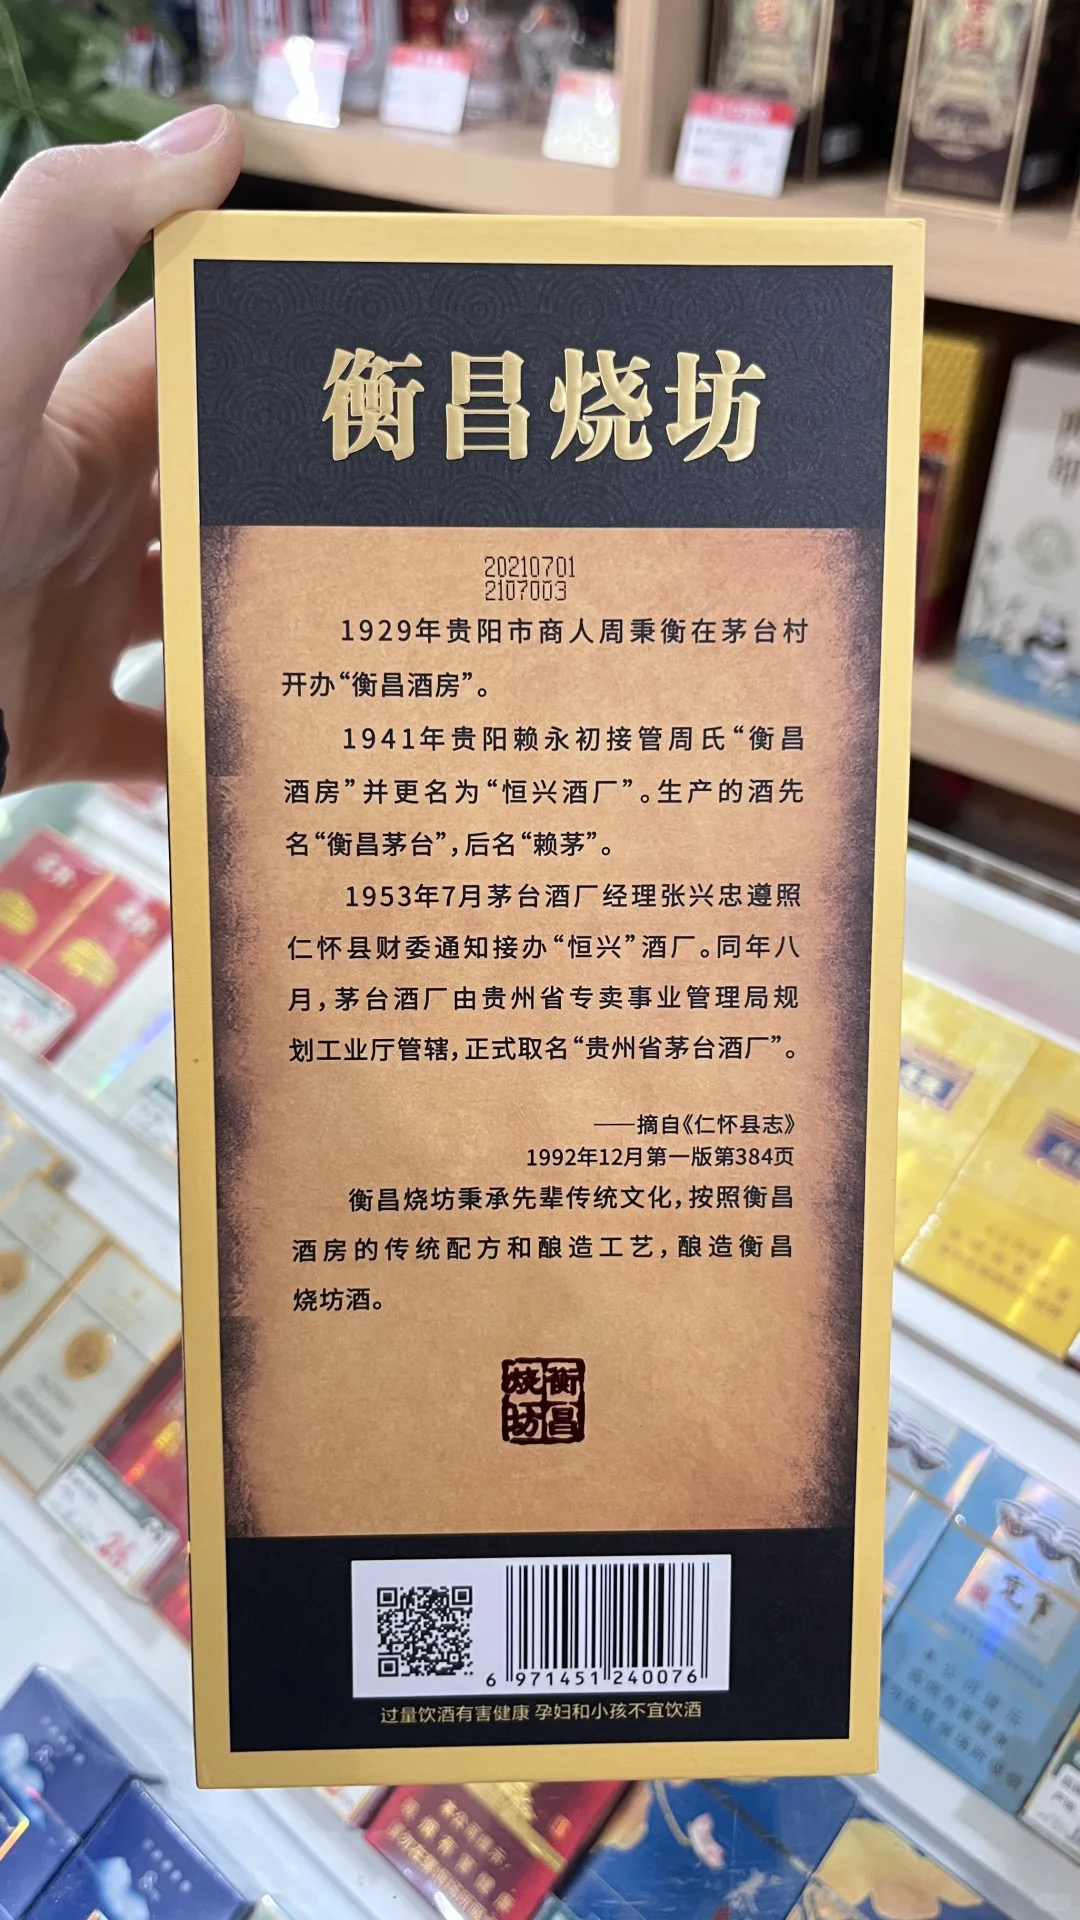 衡昌烧坊
20210701
2107003
1929年贵阳市商人周秉衡在茅台村
开办“衡昌酒房”。
1941年贵阳赖永初接管周氏“衡昌
酒房”并更名为“恒兴酒厂”。生产的酒先
名“衡昌茅台”,后名“赖茅”。
1953年7月茅台酒厂经理张兴忠遵照
仁怀县财委通知接办“恒兴”酒厂。同年八
月,茅台酒厂由贵州省专卖事业管理局规
划工业厅管辖,正式取名“贵州省茅台酒厂”。
——摘自《仁怀县志》
1992年12月第一版第384页
衡昌烧坊秉承先辈传统文化,按照衡昌
酒房的传统配方和酿造工艺,酿造衡昌
烧坊酒。
衡昌
烧坊
6 971451 240076
过量饮酒有害健康 孕妇和小孩不宜饮酒
宽窄